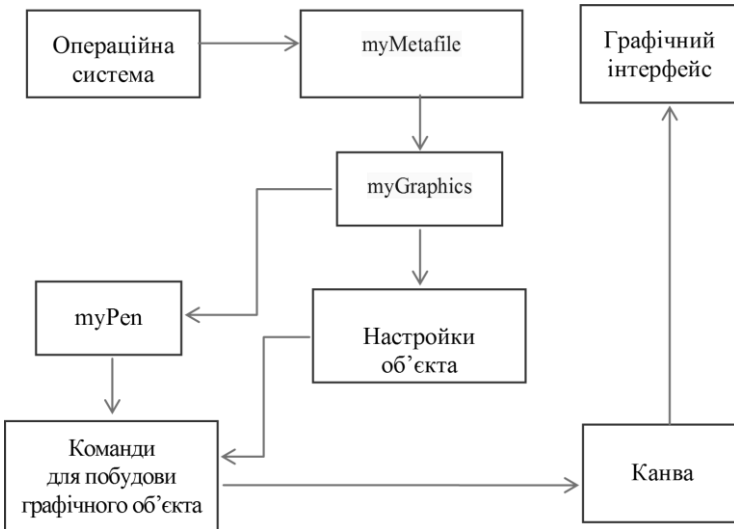 Операційна
система
myMetafile
Графічний
інтерфейс
myGraphics
myPen
Настройки
об’єкта
Команди
для побудови
графічного об’єкта
Канва